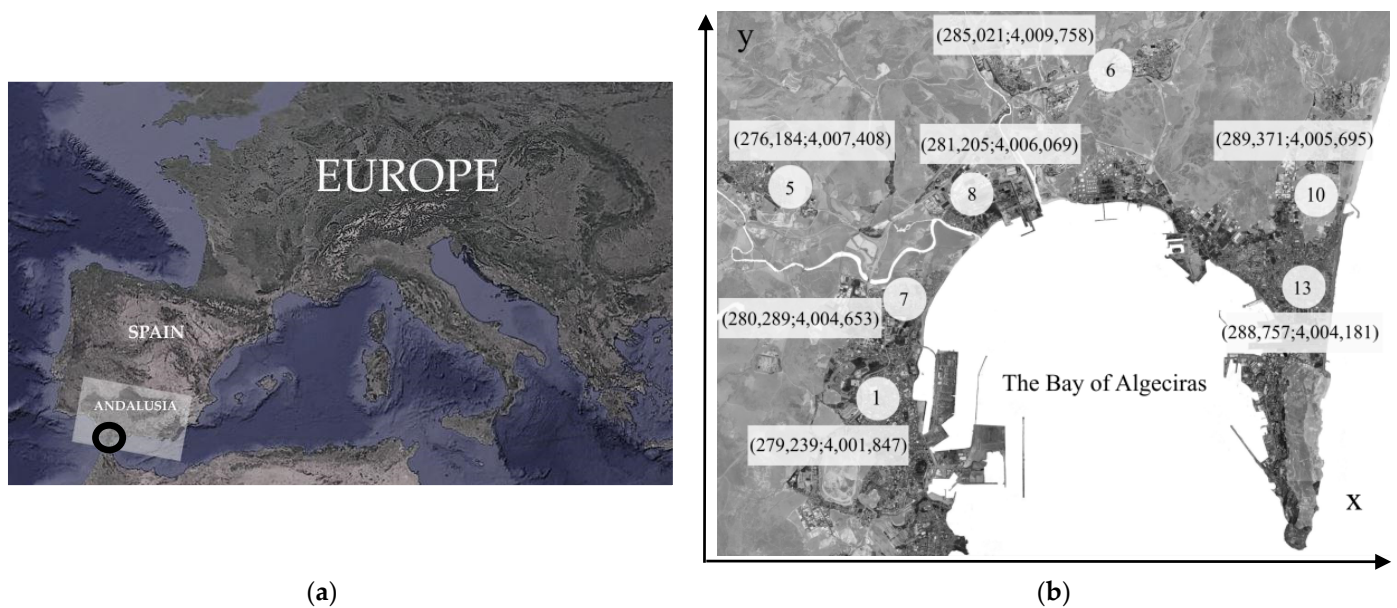 EUROPE
SPAIN
ANDALUSIA
(a)
y
(285,021;4,009,758)
6
(276,184;4,007,408)
(281,205;4,006,069)
(289,371;4,005,695)
5
8
10
7
13
(280,289;4,004,653)
(288,757;4,004,181)
The Bay of Algeciras
1
(279,239;4,001,847)
x
(b)